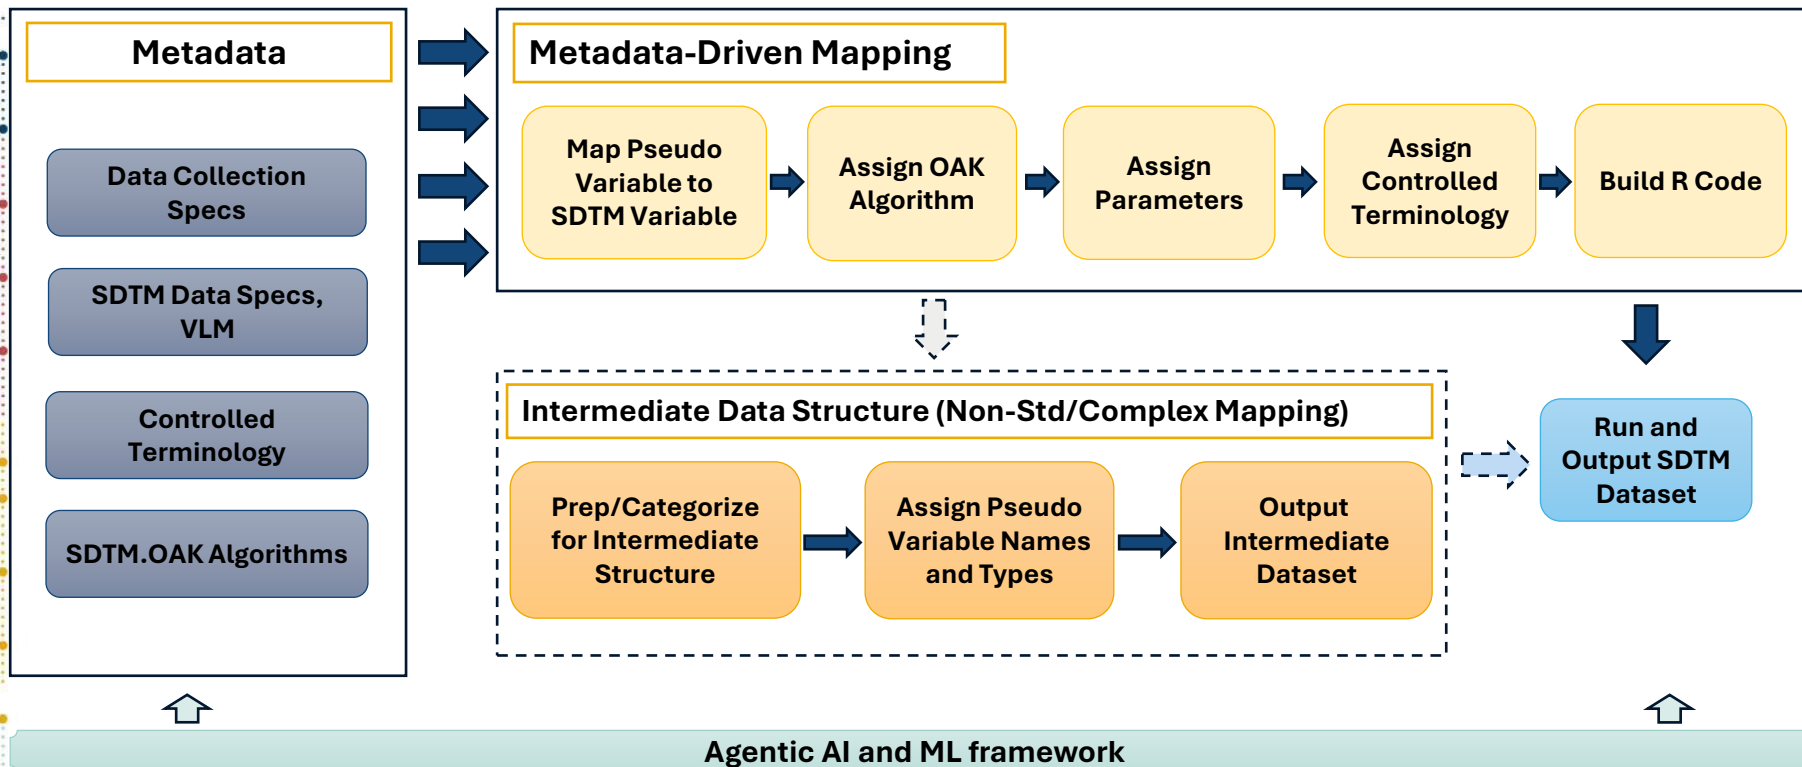 Metadata
Data Collection
Specs
SDTM Data Specs,
VLM
Controlled
Terminology
SDTM.OAK Algorithms
Metadata-Driven Mapping
Map Pseudo
Variable to
SDTM Variable
Assign OAK
Algorithm
Assign
Parameters
Assign
Controlled
Terminology
Build R Code
Intermediate Data Structure (Non-Std/Complex Mapping)
Prep/Categorize
for Intermediate
Structure
Assign Pseudo
Variable Names
and Types
Output
Intermediate
Dataset
Run and
Output SDTM
Dataset
Agentic AI and ML framework